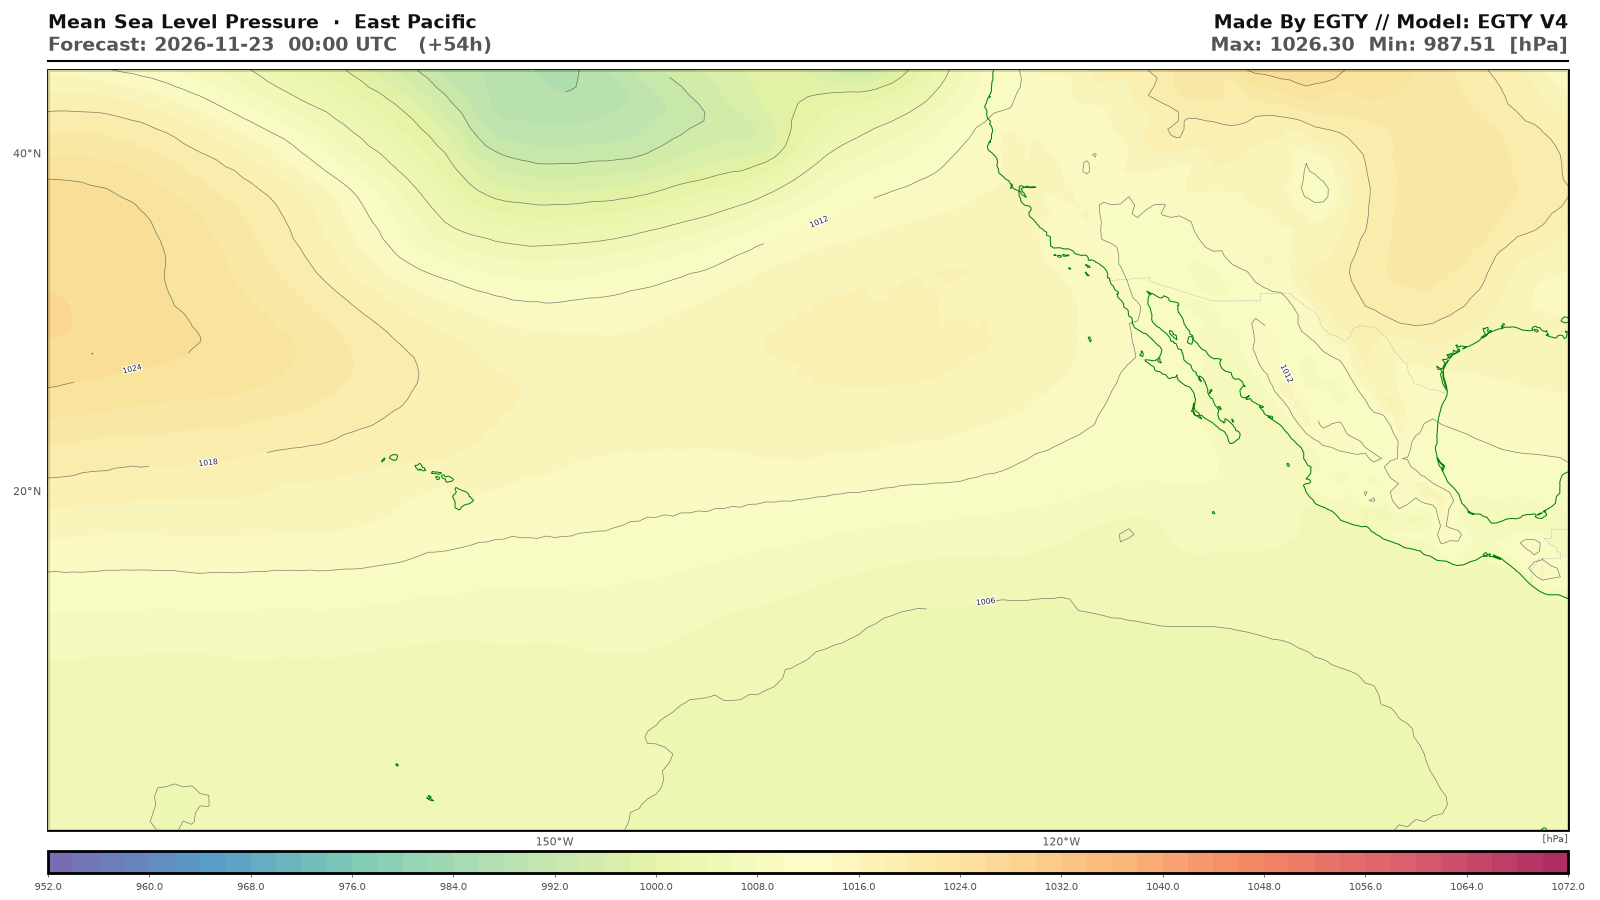 Mean Sea Level Pressure · East Pacific
Made By EGTY // Model: EGTY V4
Forecast: 2026-11-23 00:00 UTC (+54h)
Max: 1026.30 Min: 987.51 [hPa]
40°N
1012
1024
1012
1018
20°N
1006
150°W
120°W
[hPa]
952.0
960.0
968.0
976.0
984.0
992.0
1000.0
1008.0
1016.0
1024.0
1032.0
1040.0
1048.0
1056.0
1064.0
1072.0